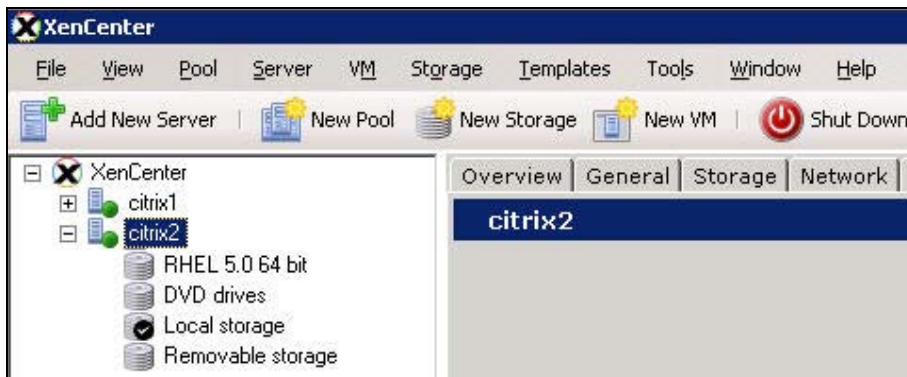 XenCenter
File View Pool Server VM Storage Templates Tools Window Help
Add New Server New Pool New Storage New VM Shut Down
XenCenter
citrix1
citrix2
RHEL 5.0 64 bit
DVD drives
Local storage
Removable storage
Overview General Storage Network
citrix2